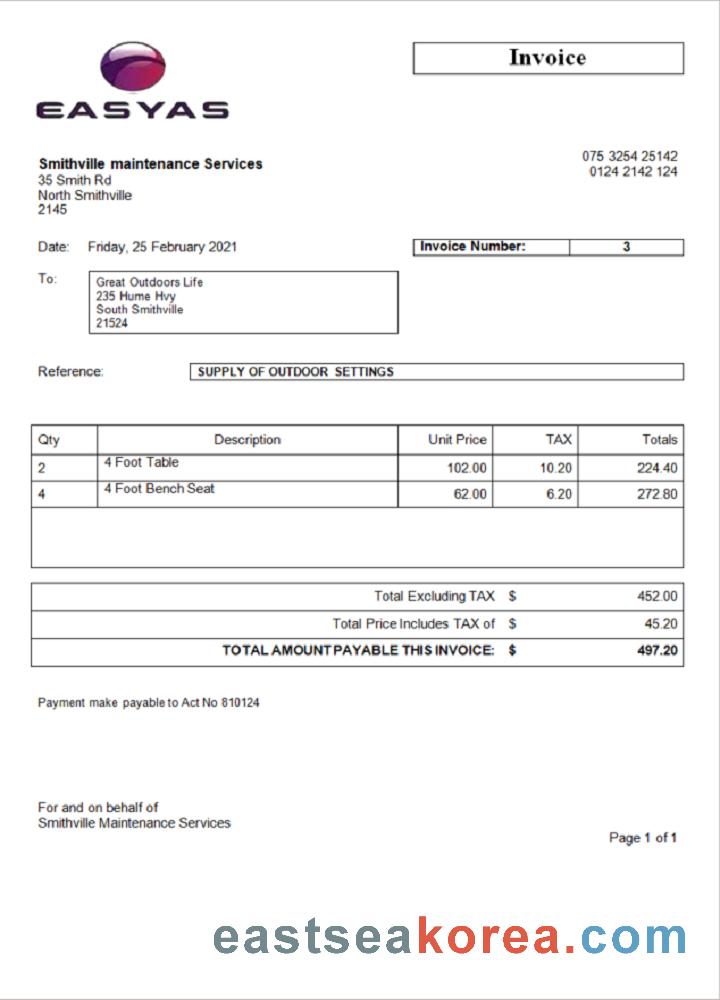 Invoice
EASYAS
Smithville maintenance Services
35 Smith Rd
North Smithville
2145
075 3254 25142
0124 2142 124
Date: Friday, 25 February 2021
Invoice Number: 3
To:
Great Outdoors Life
235 Hume Hvy
South Smithville
21524
Reference: SUPPLY OF OUTDOOR SETTINGS
Qty Description Unit Price TAX Totals
2 4 Foot Table 102.00 10.20 224.40
4 4 Foot Bench Seat 62.00 6.20 272.80
Total Excluding TAX $ 452.00
Total Price Includes TAX of $ 45.20
TOTAL AMOUNT PAYABLE THIS INVOICE: $ 497.20
Payment make payable to Act No 810124
For and on behalf of
Smithville Maintenance Services
Page 1 of 1
eastseakorea.com